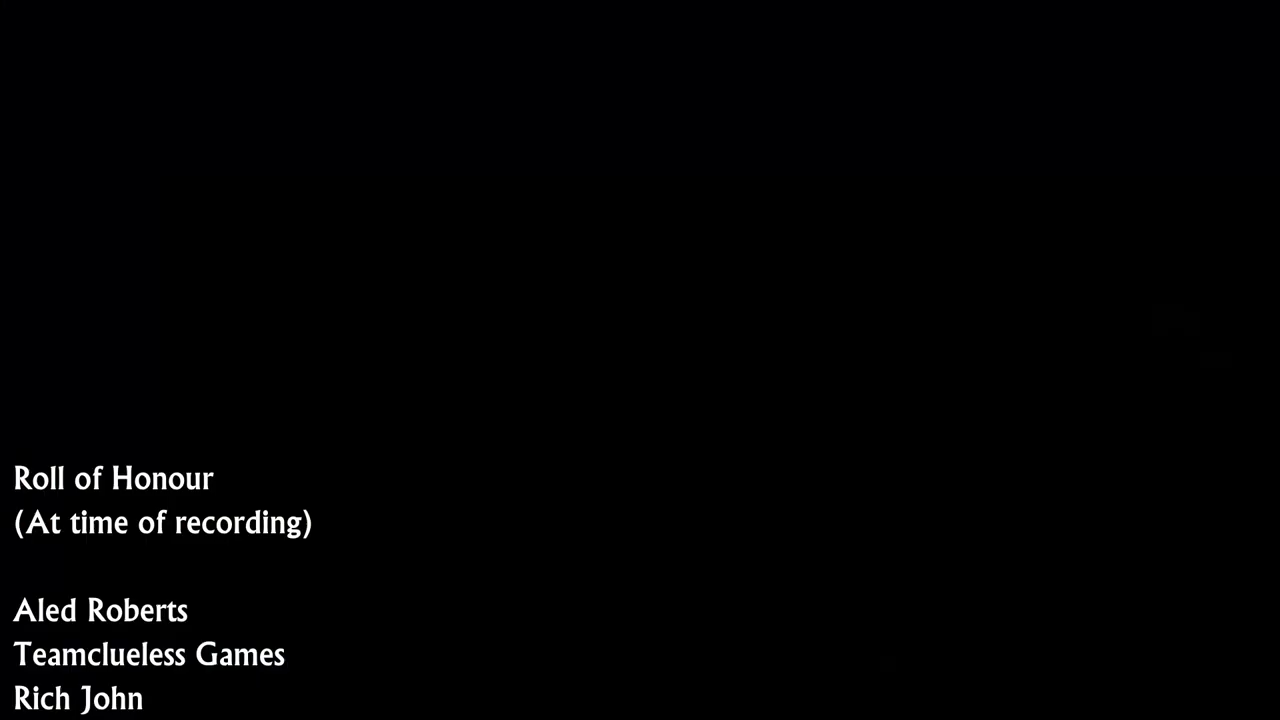 Roll of Honour
(At time of recording)
Aled Roberts
Teamclueless Games
Rich John